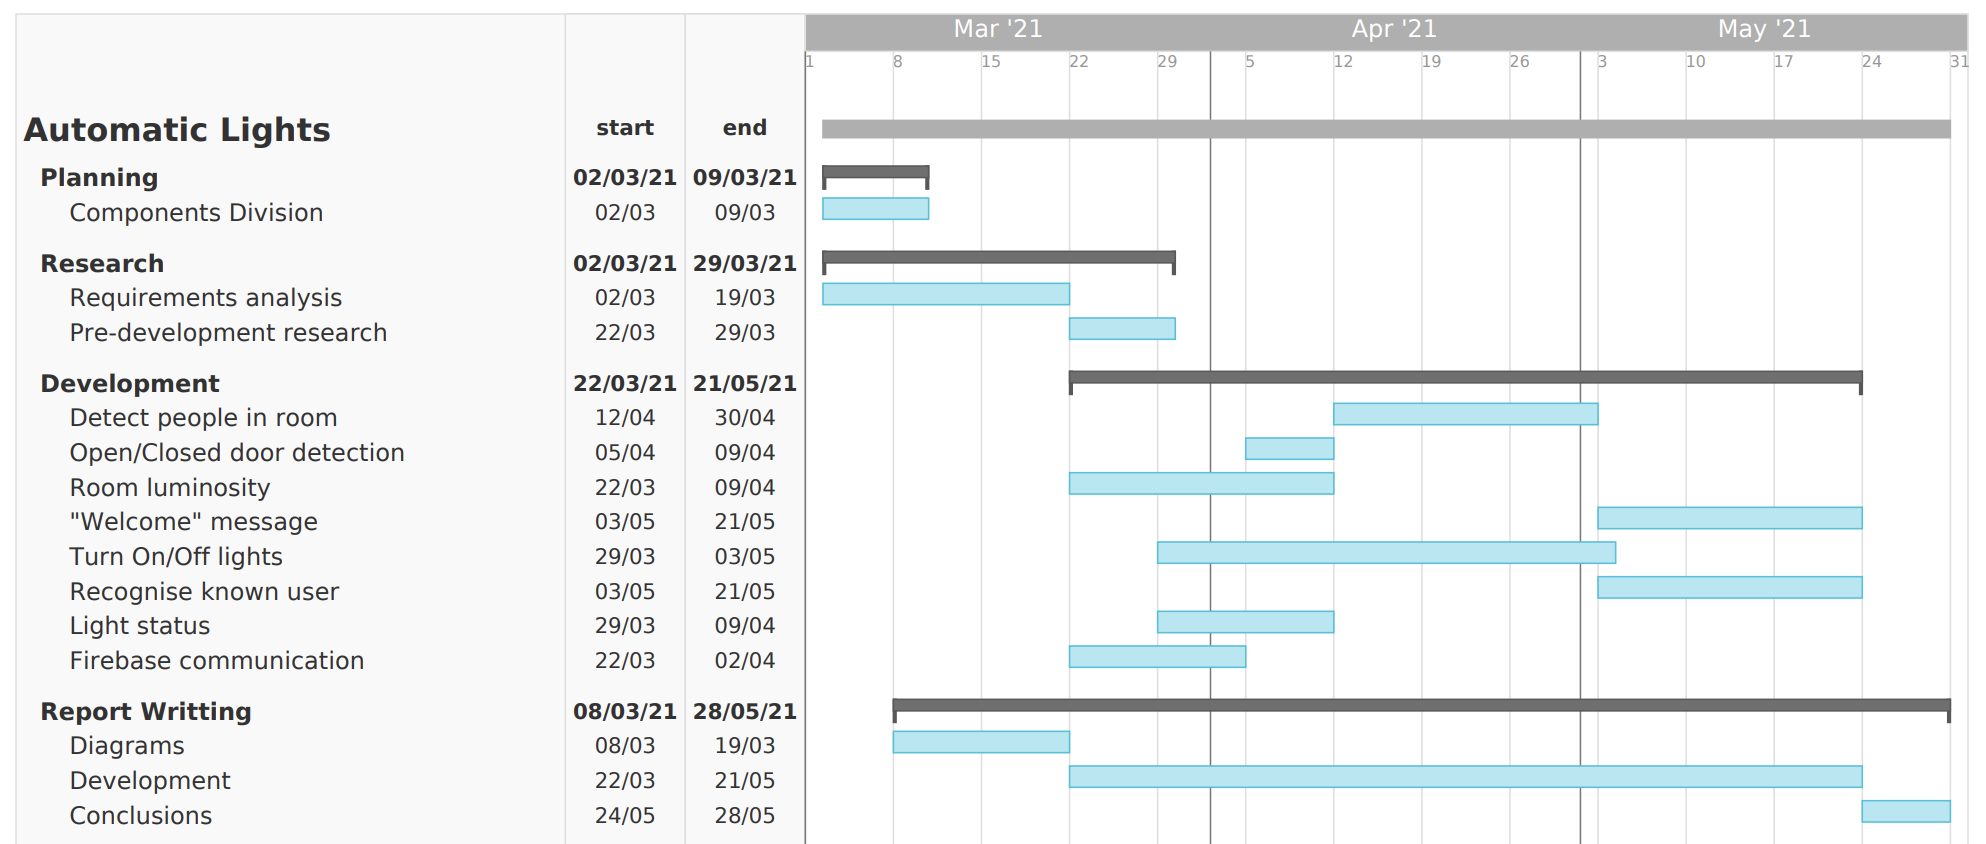 Mar '21 Apr '21 May '21
1 8 15 22 29 5 12 19 26 3 10 17 24 31
Automatic Lights start end
Planning 02/03/21 09/03/21
Components Division 02/03 09/03
Research 02/03/21 29/03/21
Requirements analysis 02/03 19/03
Pre-development research 22/03 29/03
Development 22/03/21 21/05/21
Detect people in room 12/04 30/04
Open/Closed door detection 05/04 09/04
Room luminosity 22/03 09/04
"Welcome" message 03/05 21/05
Turn On/Off lights 29/03 03/05
Recognise known user 03/05 21/05
Light status 29/03 09/04
Firebase communication 22/03 02/04
Report Writting 08/03/21 28/05/21
Diagrams 08/03 19/03
Development 22/03 21/05
Conclusions 24/05 28/05